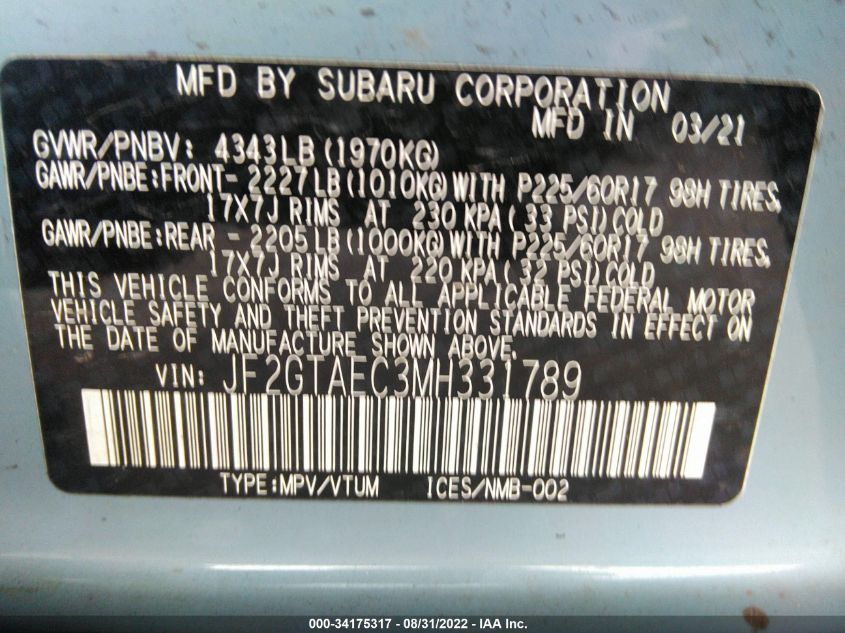 MFD BY SUBARU CORPORATION
MFD IN 03/21
GVWR/PNBV: 4343LB (1970KG)
GAWR/PNBE:FRONT- 2227LB(1010KG)WITH P225/60R17 98H TIRES,
17X7J RIMS AT 230 KPA( 33 PSI)COLD
GAWR/PNBE:REAR - 2205LB(1000KG)WITH P225/60R17 98H TIRES,
17X7J RIMS AT 220 KPA( 32 PSI)COLD
THIS VEHICLE CONFORMS TO ALL APPLICABLE FEDERAL MOTOR
VEHICLE SAFETY AND THEFT PREVENTION STANDARDS IN EFFECT ON
THE DATE OF MANUFACTURE SHOWN ABOVE.
VIN: JF2GTAEC3MH331789
TYPE:MPV/VTUM ICES/NMB-002
000-34175317 - 08/31/2022 - IAA Inc.